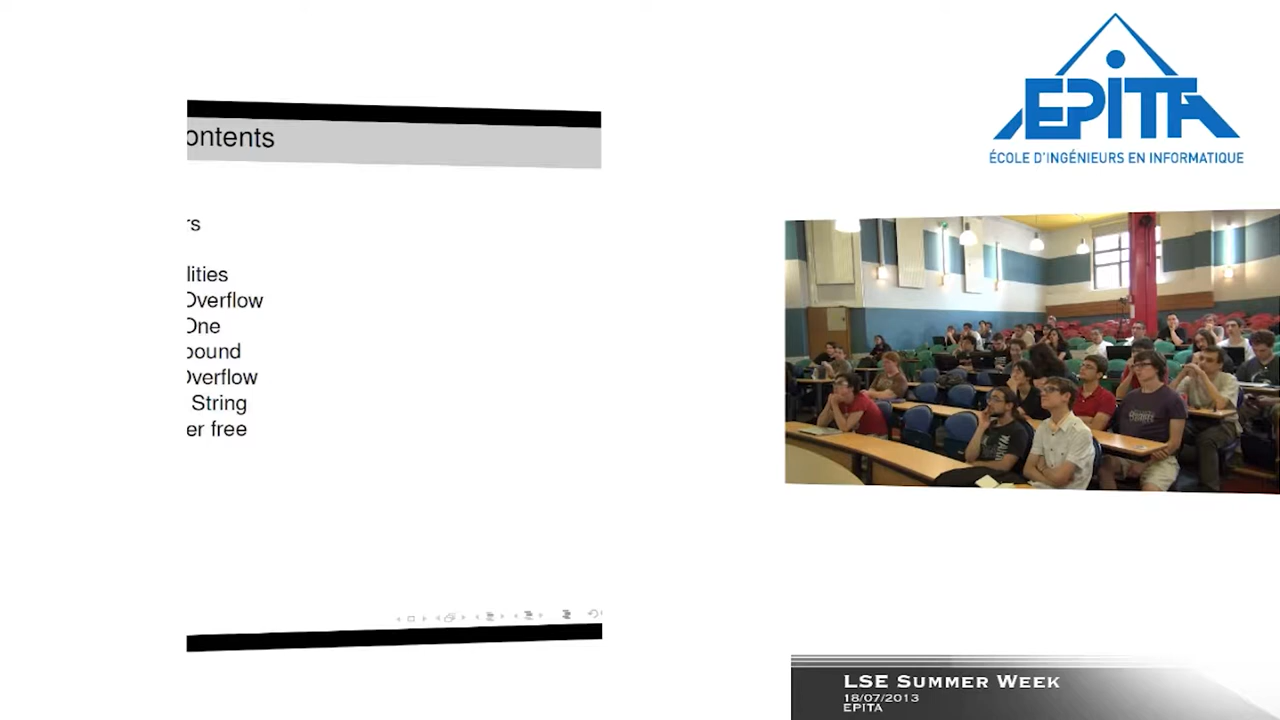 ontents
rs
lities
Overflow
One
bound
Overflow
String
er free
EPITA
ÉCOLE D'INGÉNIEURS EN INFORMATIQUE
LSE SUMMER WEEK
18/07/2013
EPITA